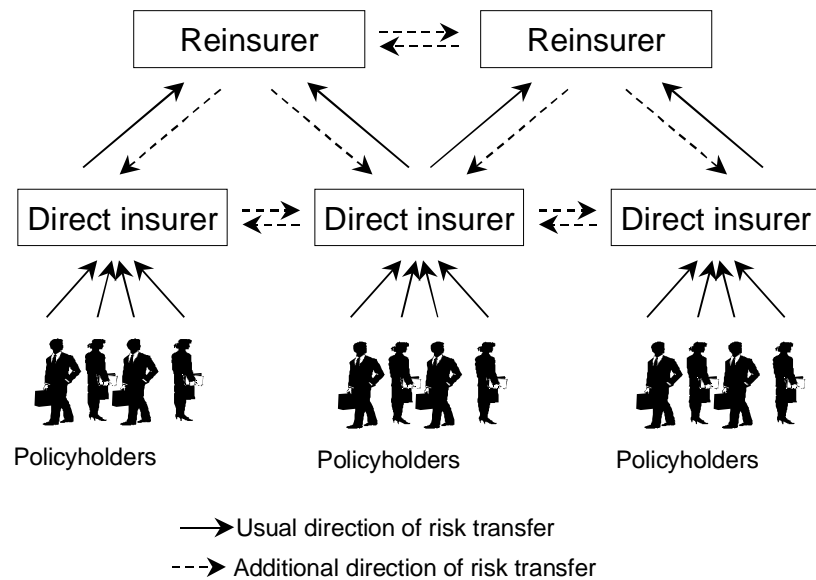 Reinsurer
Reinsurer
Direct insurer
Direct insurer
Direct insurer
Policyholders
Policyholders
Policyholders
Usual direction of risk transfer
Additional direction of risk transfer